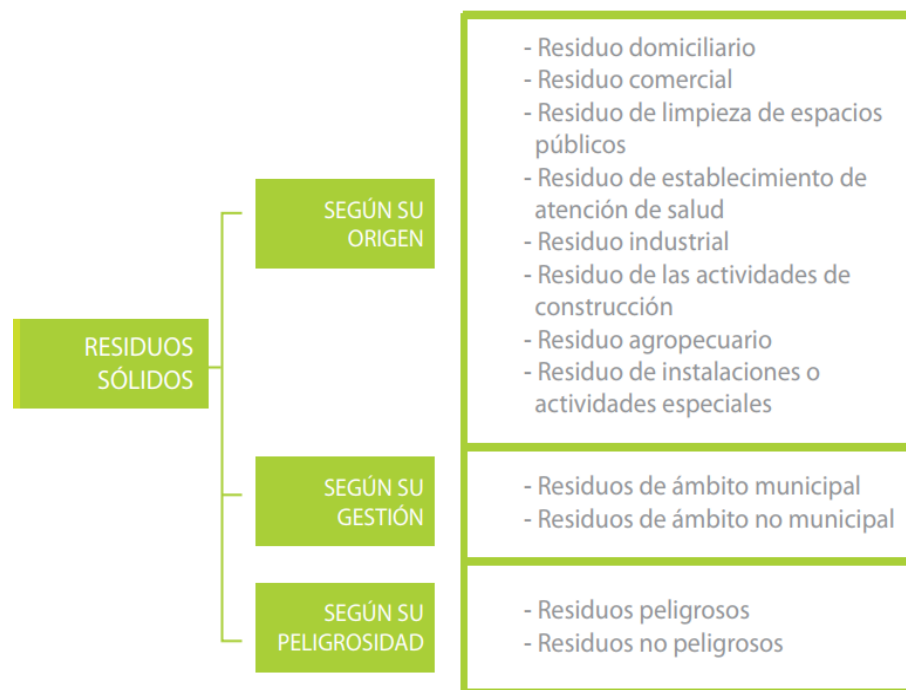 RESIDUOS
SÓLIDOS
SEGÚN SU
ORIGEN
- Residuo domiciliario
- Residuo comercial
- Residuo de limpieza de espacios
públicos
- Residuo de establecimiento de
atención de salud
- Residuo industrial
- Residuo de las actividades de
construcción
- Residuo agropecuario
- Residuo de instalaciones o
actividades especiales
SEGÚN SU
GESTIÓN
- Residuos de ámbito municipal
- Residuos de ámbito no municipal
SEGÚN SU
PELIGROSIDAD
- Residuos peligrosos
- Residuos no peligrosos